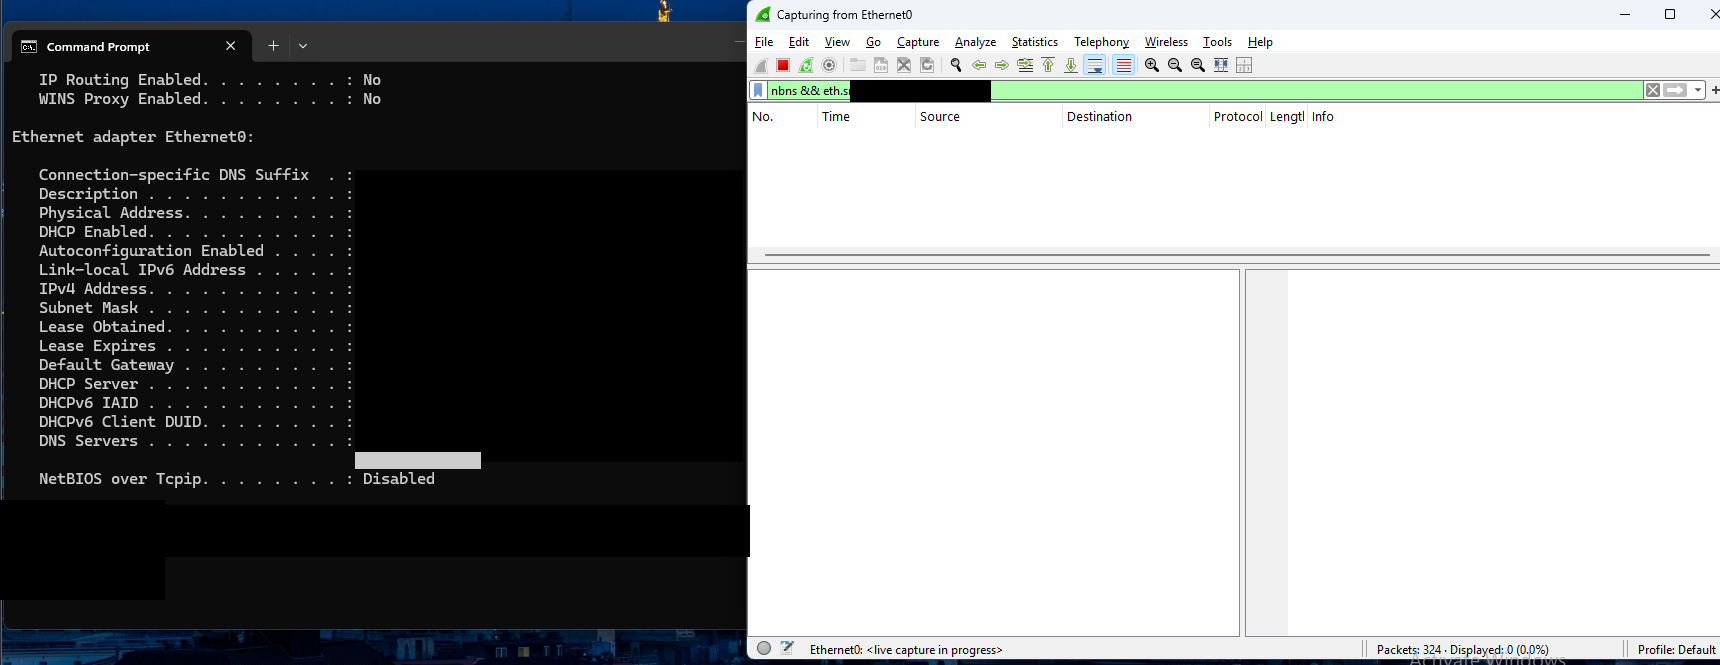 Command Prompt
IP Routing Enabled. . . . . . . . : No
WINS Proxy Enabled. . . . . . . . : No
Ethernet adapter Ethernet0:
Connection-specific DNS Suffix  . :
Description . . . . . . . . . . . :
Physical Address. . . . . . . . . :
DHCP Enabled. . . . . . . . . . . :
Autoconfiguration Enabled . . . . :
Link-local IPv6 Address . . . . . :
IPv4 Address. . . . . . . . . . . :
Subnet Mask . . . . . . . . . . . :
Lease Obtained. . . . . . . . . . :
Lease Expires . . . . . . . . . . :
Default Gateway . . . . . . . . . :
DHCP Server . . . . . . . . . . . :
DHCPv6 IAID . . . . . . . . . . . :
DHCPv6 Client DUID. . . . . . . . :
DNS Servers . . . . . . . . . . . :
NetBIOS over Tcpip. . . . . . . . : Disabled
Capturing from Ethernet0
File Edit View Go Capture Analyze Statistics Telephony Wireless Tools Help
nbns && eth.s
No. Time Source Destination Protocol Lengtl Info
Ethernet0: <live capture in progress>
Packets: 324 · Displayed: 0 (0.0%)
Profile: Default
Activate Windows